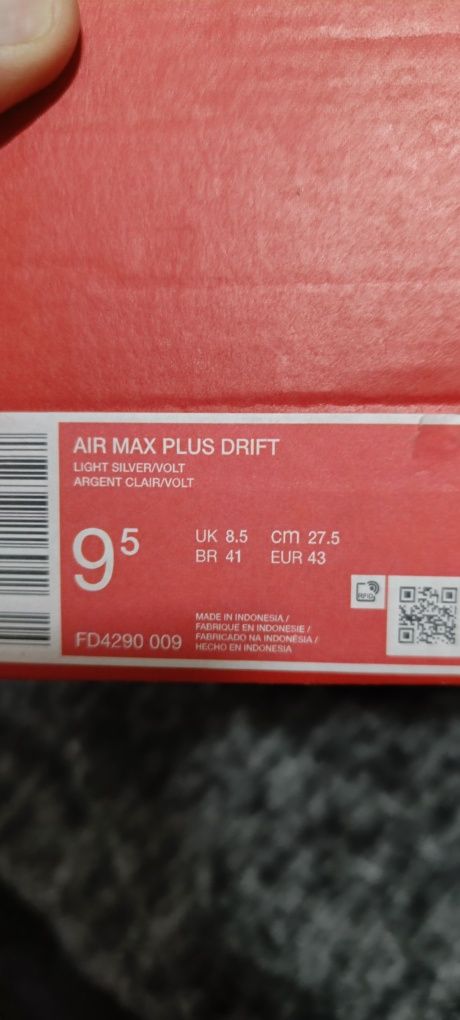 AIR MAX PLUS DRIFT
LIGHT SILVER/VOLT
ARGENT CLAIR/VOLT
9⁵
UK 8.5 cm 27.5
BR 41 EUR 43
RFID
FD4290 009
MADE IN INDONESIA /
FABRIQUE EN INDONESIE /
FABRICADO NA INDONÉSIA /
HECHO EN INDONESIA